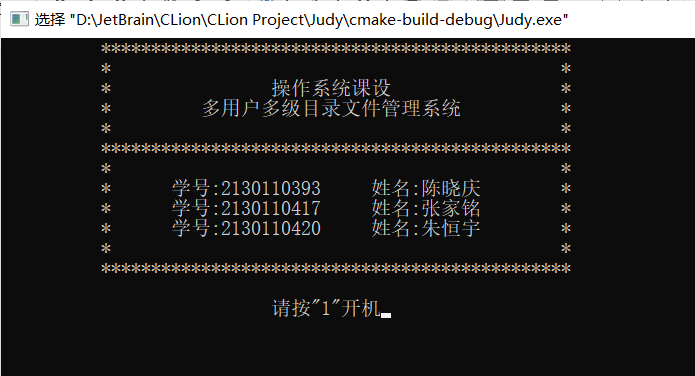 选择 "D:\JetBrain\CLion\CLion Project\Judy\cmake-build-debug\Judy.exe"
***********************************************
* *
* 操作系统课设 *
* 多用户多级目录文件管理系统 *
* *
***********************************************
* *
* 学号:2130110393 姓名:陈晓庆 *
* 学号:2130110417 姓名:张家铭 *
* 学号:2130110420 姓名:朱恒宇 *
* *
***********************************************
请按"1"开机